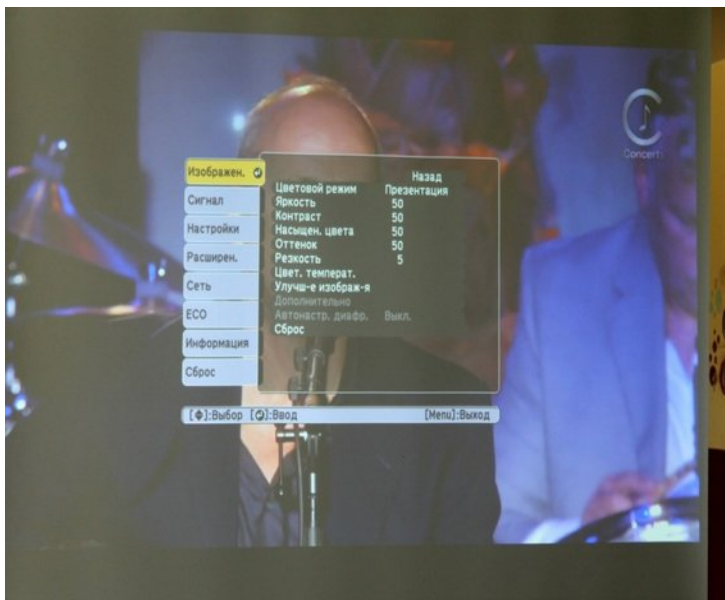 Concerts
Изображен.
Сигнал
Настройки
Расширен.
Сеть
ECO
Информация
Сброс
Назад
Цветовой режим Презентация
Яркость 50
Контраст 50
Насыщен. цвета 50
Оттенок 50
Резкость 5
Цвет. температ.
Улучш-е изображ-я
Дополнительно
Автонастр. диафр. Выкл.
Сброс
[ ]:Выбор [ ]:Ввод [Menu]:Выход